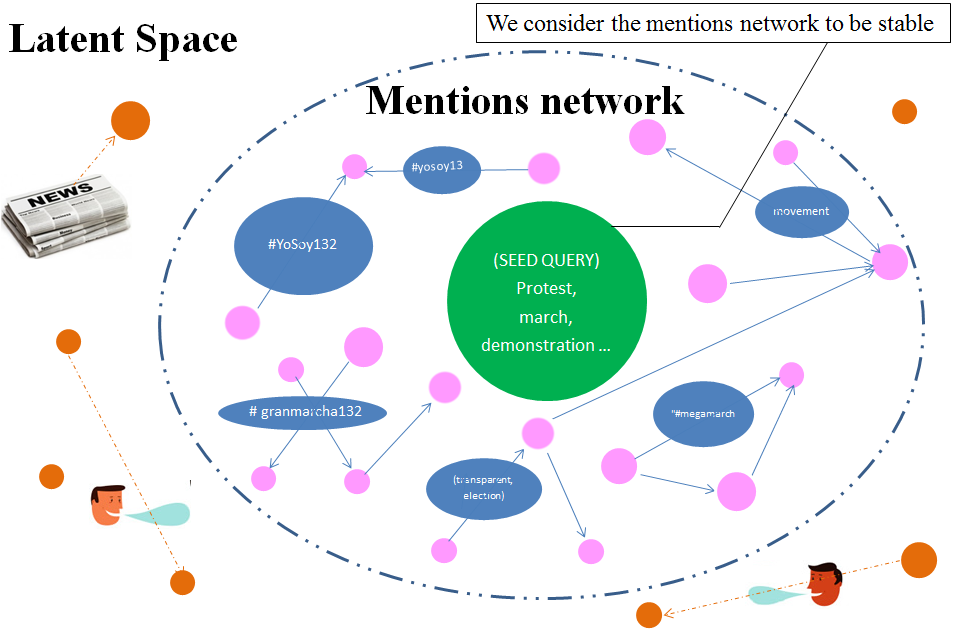 We consider the mentions network to be stable
Latent Space
Mentions network
NEWS
#yosoy13
#YoSoy132
movement
(SEED QUERY)
Protest,
march,
demonstration ...
# granmarcha132
"#megamarch
(transparent,
election)